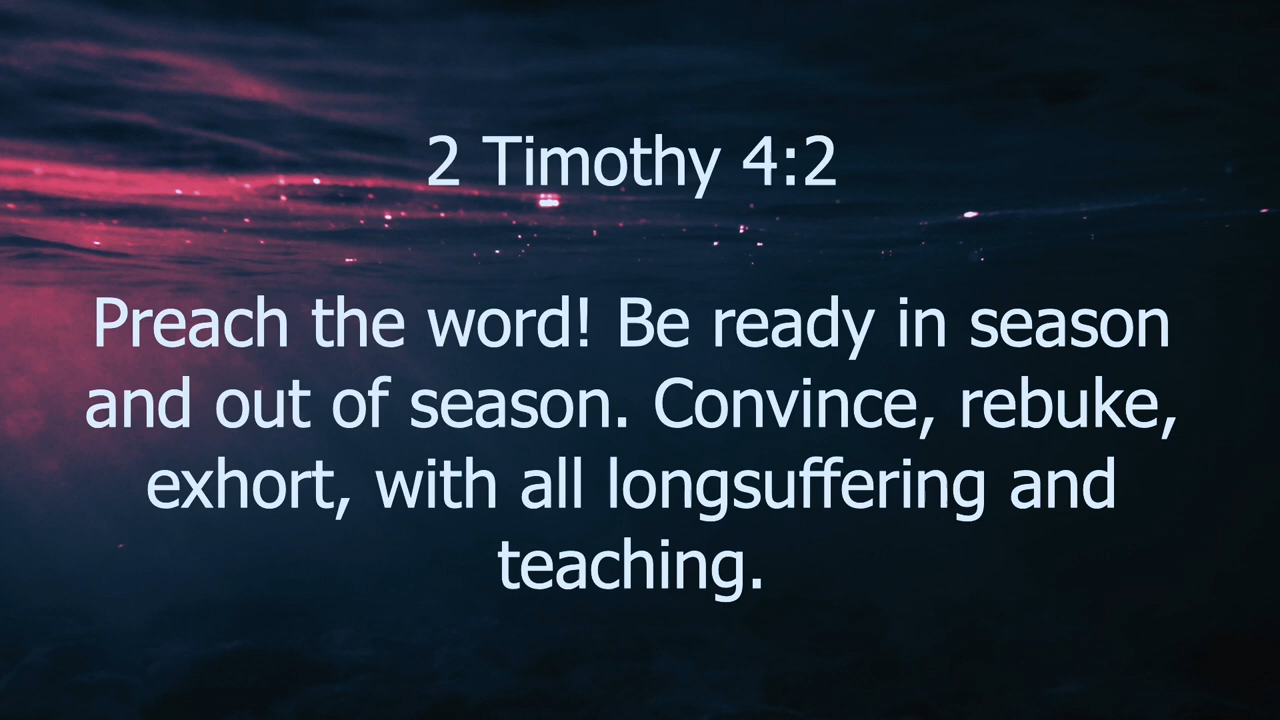 2 Timothy 4:2
Preach the word! Be ready in season
and out of season. Convince, rebuke,
exhort, with all longsuffering and
teaching.